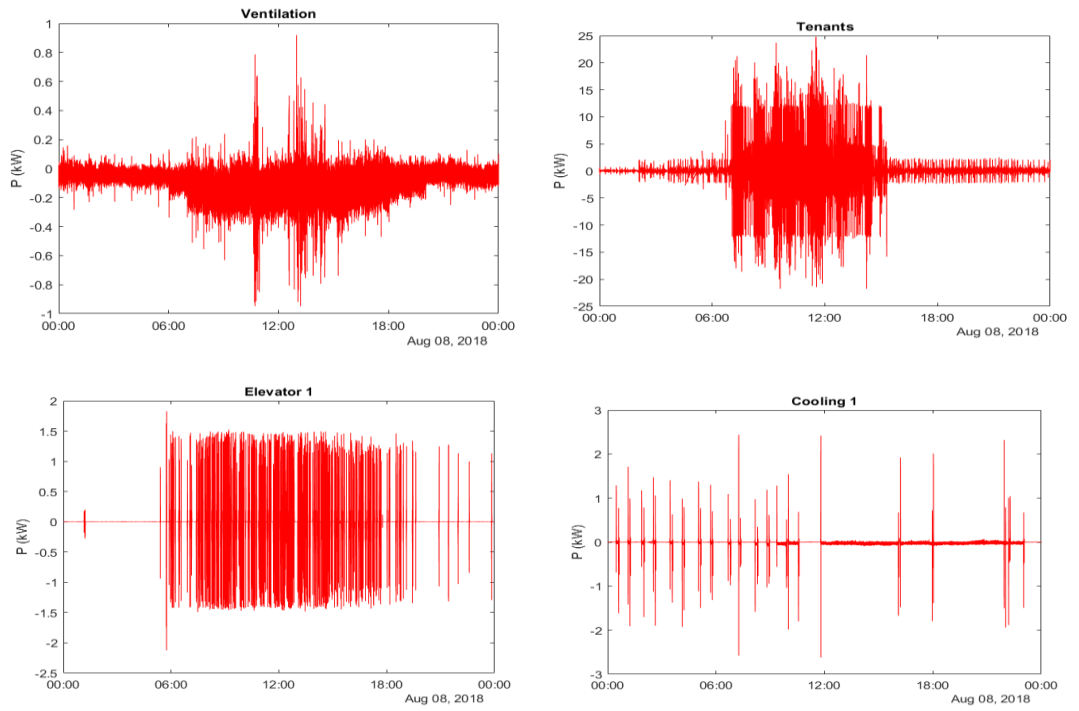 Ventilation
1
0.8
0.6
0.4
0.2
0
-0.2
-0.4
-0.6
-0.8
-1
P (kW)
00:00 06:00 12:00 18:00 00:00
Aug 08, 2018
Tenants
25
20
15
10
5
0
-5
-10
-15
-20
-25
P (kW)
00:00 06:00 12:00 18:00 00:00
Aug 08, 2018
Elevator 1
2
1.5
1
0.5
0
-0.5
-1
-1.5
-2
-2.5
P (kW)
00:00 06:00 12:00 18:00 00:00
Aug 08, 2018
Cooling 1
3
2
1
0
-1
-2
-3
P (kW)
00:00 06:00 12:00 18:00 00:00
Aug 08, 2018